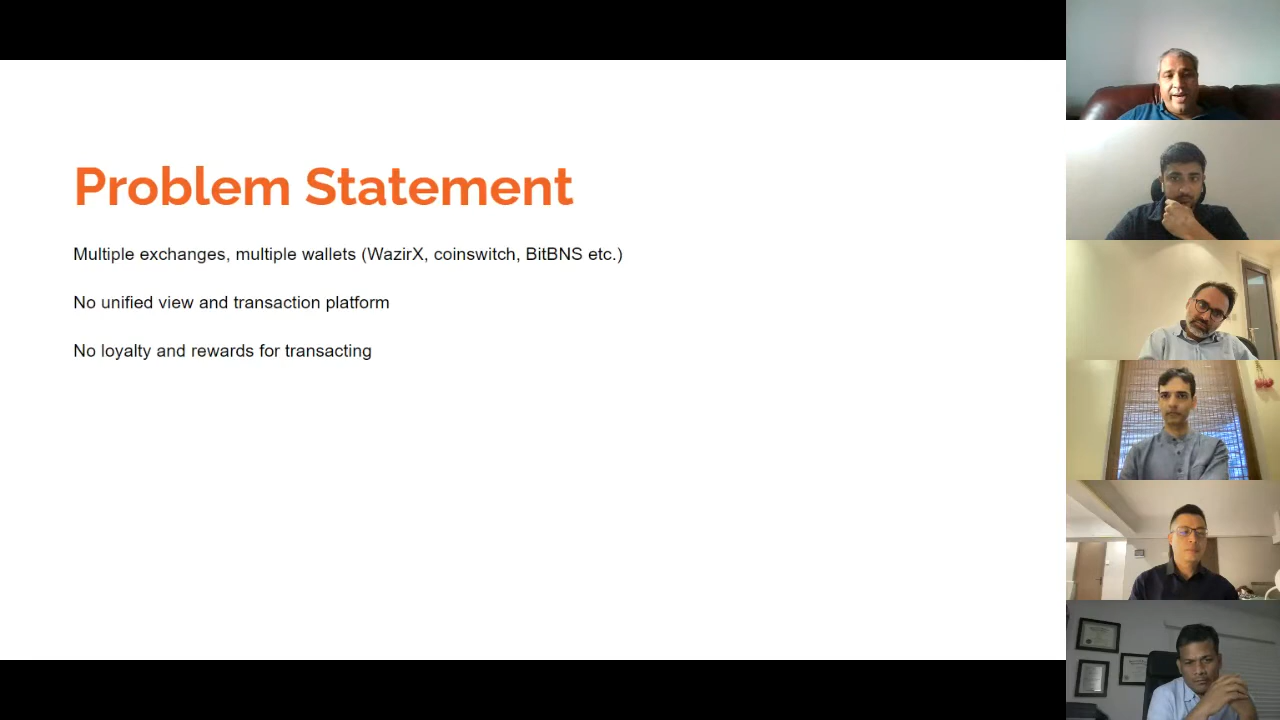 Problem Statement
Multiple exchanges, multiple wallets (WazirX, coinswitch, BitBNS etc.)
No unified view and transaction platform
No loyalty and rewards for transacting